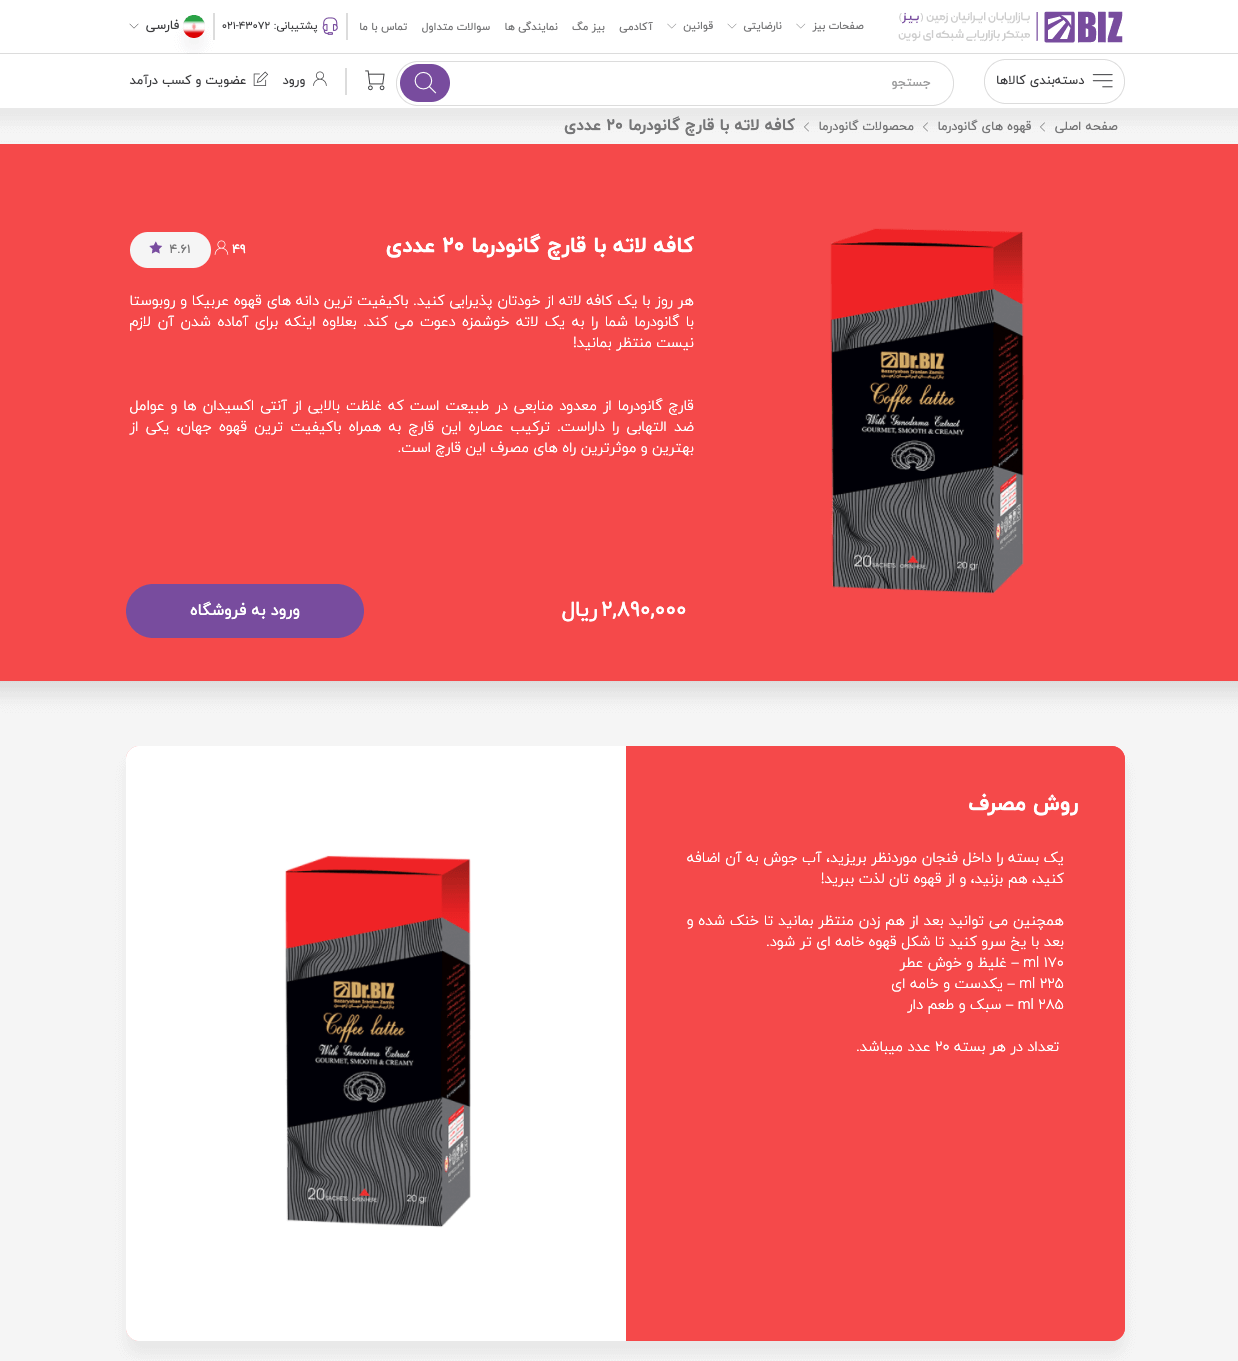 BIZ
بـازاریـابـان ایـرانیـان زمین (بـیـز)
مبتکر بازاریابی شبکه ای نوین
صفحات بیز
نارضایتی
قوانین
آکادمی
بیز مگ
نمایندگی ها
سوالات متداول
تماس با ما
پشتیبانی: ۴۳۰۷۲-۰۲۱
فارسی
دسته‌بندی کالاها
جستجو
ورود
عضویت و کسب درآمد
صفحه اصلی
قهوه های گانودرما
محصولات گانودرما
کافه لاته با قارچ گانودرما ۲۰ عددی
کافه لاته با قارچ گانودرما ۲۰ عددی
۴۹
۴.۶۱
هر روز با یک کافه لاته از خودتان پذیرایی کنید. باکیفیت ترین دانه های قهوه عربیکا و روبوستا
با گانودرما شما را به یک لاته خوشمزه دعوت می کند. بعلاوه اینکه برای آماده شدن آن لازم
نیست منتظر بمانید!
قارچ گانودرما از معدود منابعی در طبیعت است که غلظت بالایی از آنتی اکسیدان ها و عوامل
ضد التهابی را داراست. ترکیب عصاره این قارچ به همراه باکیفیت ترین قهوه جهان، یکی از
بهترین و موثرترین راه های مصرف این قارچ است.
۲,۸۹۰,۰۰۰ ریال
ورود به فروشگاه
Dr.BIZ
Bazaryaban Iranian Zamin
Coffee lattee
With Ganoderma Extract
GOURMET, SMOOTH & CREAMY
20 SACHETS
OPEN HERE
20 gr
روش مصرف
یک بسته را داخل فنجان موردنظر بریزید، آب جوش به آن اضافه
کنید، هم بزنید، و از قهوه تان لذت ببرید!
همچنین می توانید بعد از هم زدن منتظر بمانید تا خنک شده و
بعد با یخ سرو کنید تا شکل قهوه خامه ای تر شود.
۱۷۰ ml – غلیظ و خوش عطر
۲۲۵ ml – یکدست و خامه ای
۲۸۵ ml – سبک و طعم دار
تعداد در هر بسته ۲۰ عدد میباشد.
Dr.BIZ
Bazaryaban Iranian Zamin
Coffee lattee
With Ganoderma Extract
GOURMET, SMOOTH & CREAMY
20 SACHETS
OPEN HERE
20 gr